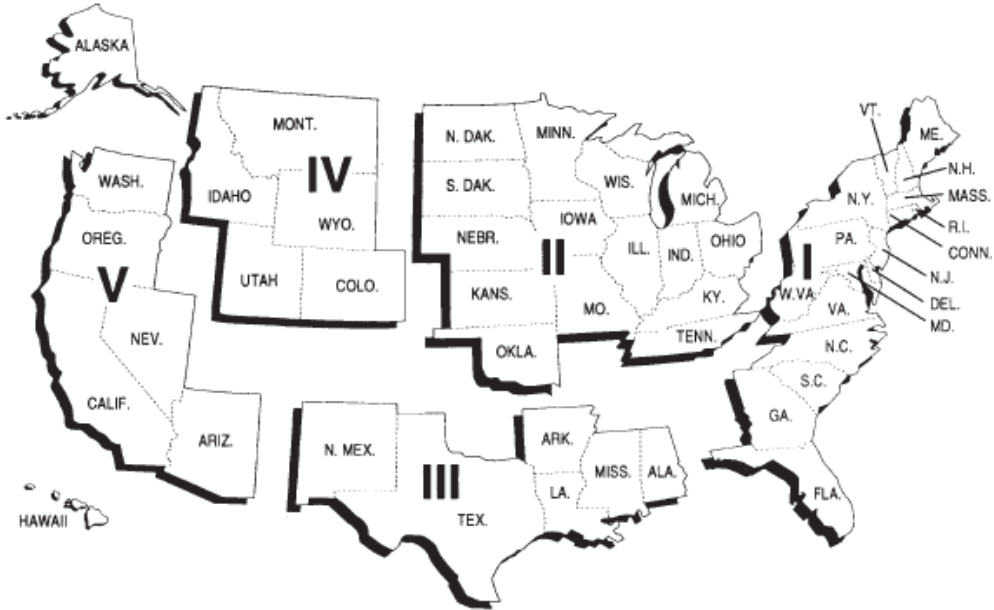 ALASKA
WASH.
OREG.
V
NEV.
CALIF.
ARIZ.
HAWAII
MONT.
IV
IDAHO
WYO.
UTAH
COLO.
N. DAK.
MINN.
S. DAK.
WIS.
MICH.
NEBR.
IOWA
II
ILL.
IND.
OHIO
KANS.
MO.
KY.
OKLA.
TENN.
N. MEX.
III
TEX.
ARK.
LA.
MISS.
ALA.
VT.
ME.
N.H.
N.Y.
MASS.
R.I.
CONN.
PA.
I
N.J.
DEL.
MD.
W.VA
VA.
N.C.
S.C.
GA.
FLA.